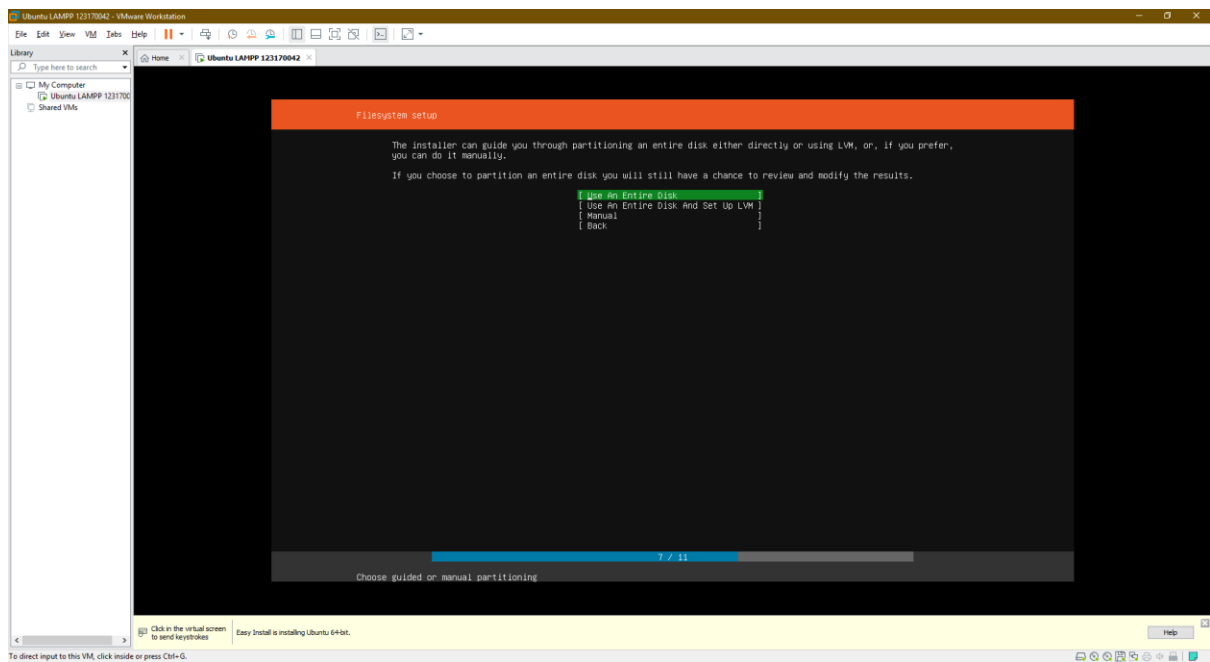 Ubuntu LAMPP 123170042 - VMware Workstation
File Edit View VM Tabs Help
Library
Type here to search
My Computer
Ubuntu LAMPP 1231700
Shared VMs
Home
Ubuntu LAMPP 123170042
Filesystem setup
The installer can guide you through partitioning an entire disk either directly or using LVM, or, if you prefer,
you can do it manually.
If you choose to partition an entire disk you will still have a chance to review and modify the results.
[ Use An Entire Disk ]
[ Use An Entire Disk And Set Up LVM ]
[ Manual ]
[ Back ]
7 / 11
Choose guided or manual partitioning
Click in the virtual screen
to send keystrokes
Easy Install is installing Ubuntu 64-bit.
Help
To direct input to this VM, click inside or press Ctrl+G.